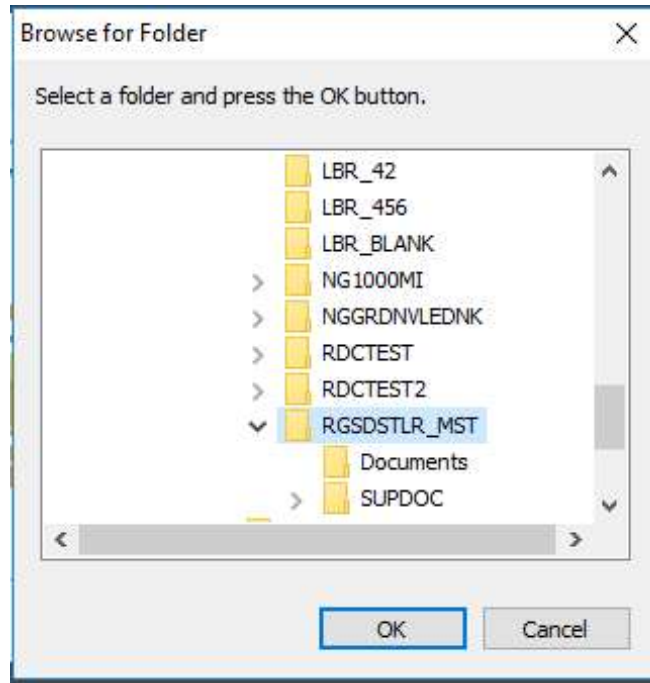 Browse for Folder
Select a folder and press the OK button.
LBR_42
LBR_456
LBR_BLANK
NG1000MI
NGGRDNVLEDNK
RDCTEST
RDCTEST2
RGSDSTLR_MST
Documents
SUPDOC
OK Cancel